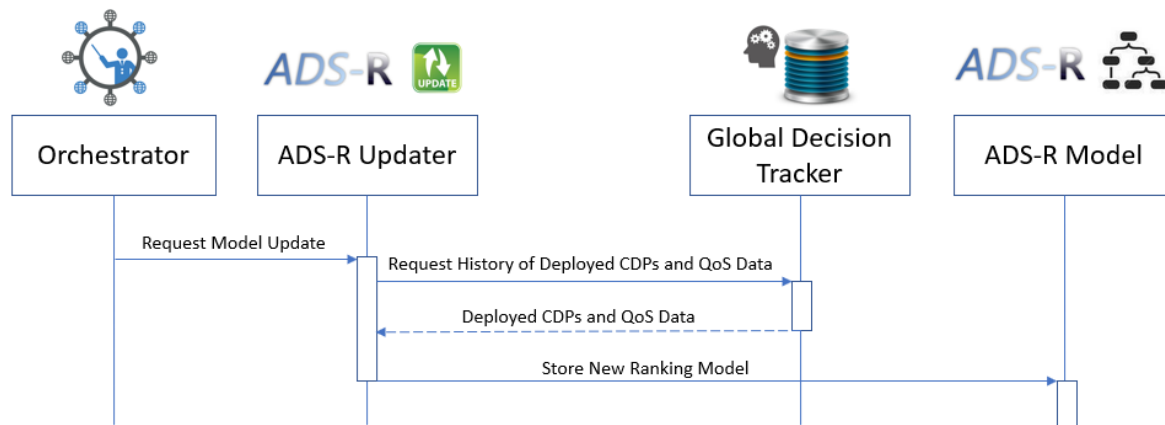 ADS-R
UPDATE
ADS-R
Orchestrator
ADS-R Updater
Global Decision
Tracker
ADS-R Model
Request Model Update
Request History of Deployed CDPs and QoS Data
Deployed CDPs and QoS Data
Store New Ranking Model